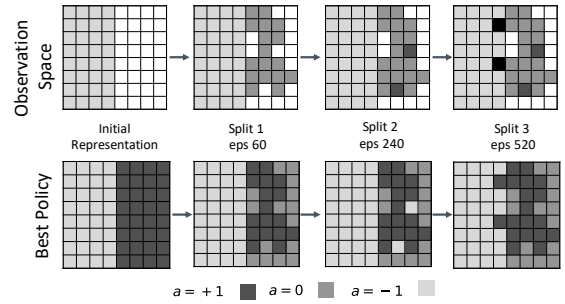 Observation
Space
Initial
Representation
Split 1
eps 60
Split 2
eps 240
Split 3
eps 520
Best Policy
a = +1 a = 0 a = −1